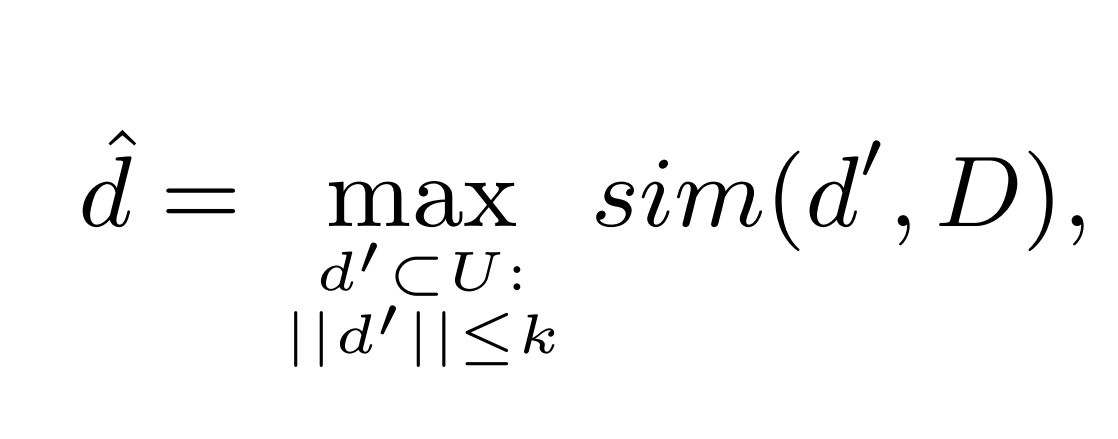 d̂ = max sim(d′, D),
d′⊂U:
||d′||≤k